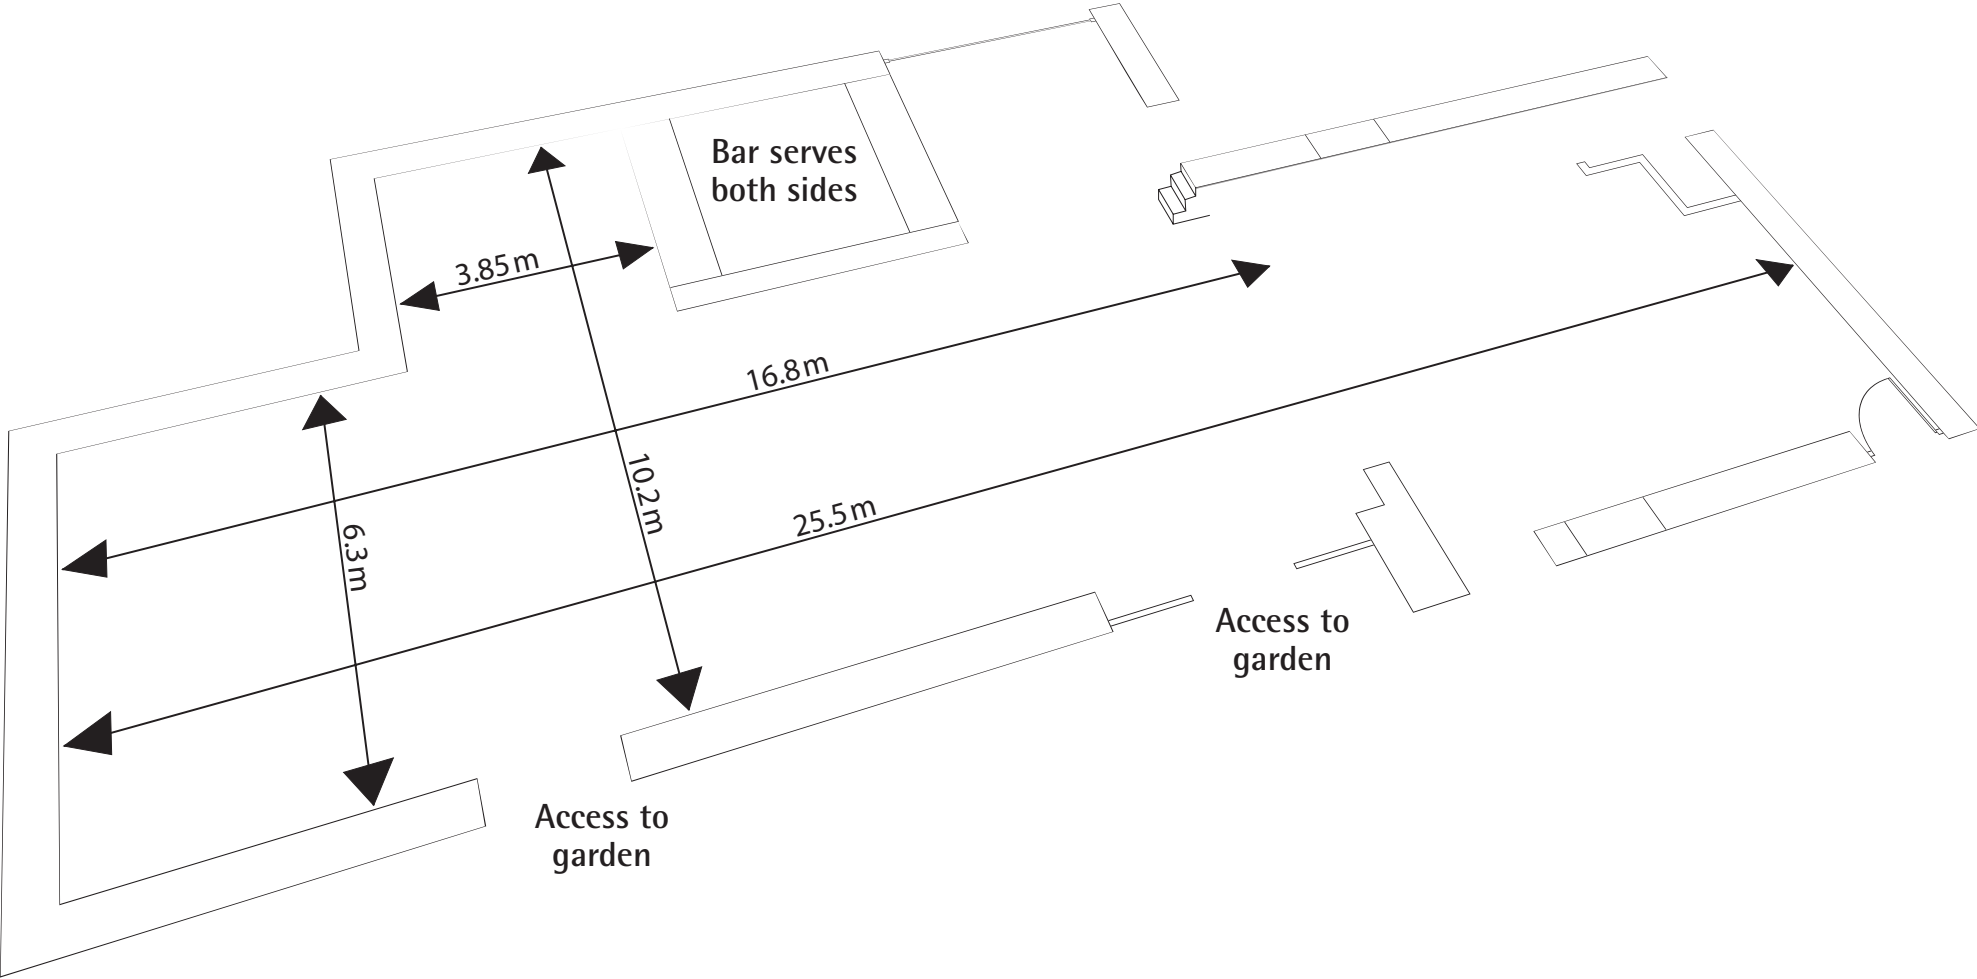 Bar serves
both sides
3.85m
16.8m
10.2m
25.5m
6.3m
Access to
garden
Access to
garden